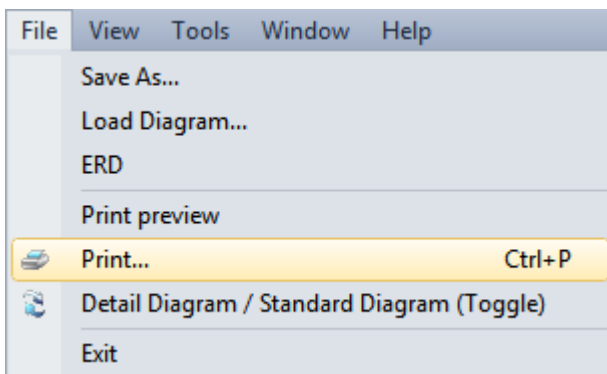 File View Tools Window Help
Save As...
Load Diagram...
ERD
Print preview
Print... Ctrl+P
Detail Diagram / Standard Diagram (Toggle)
Exit